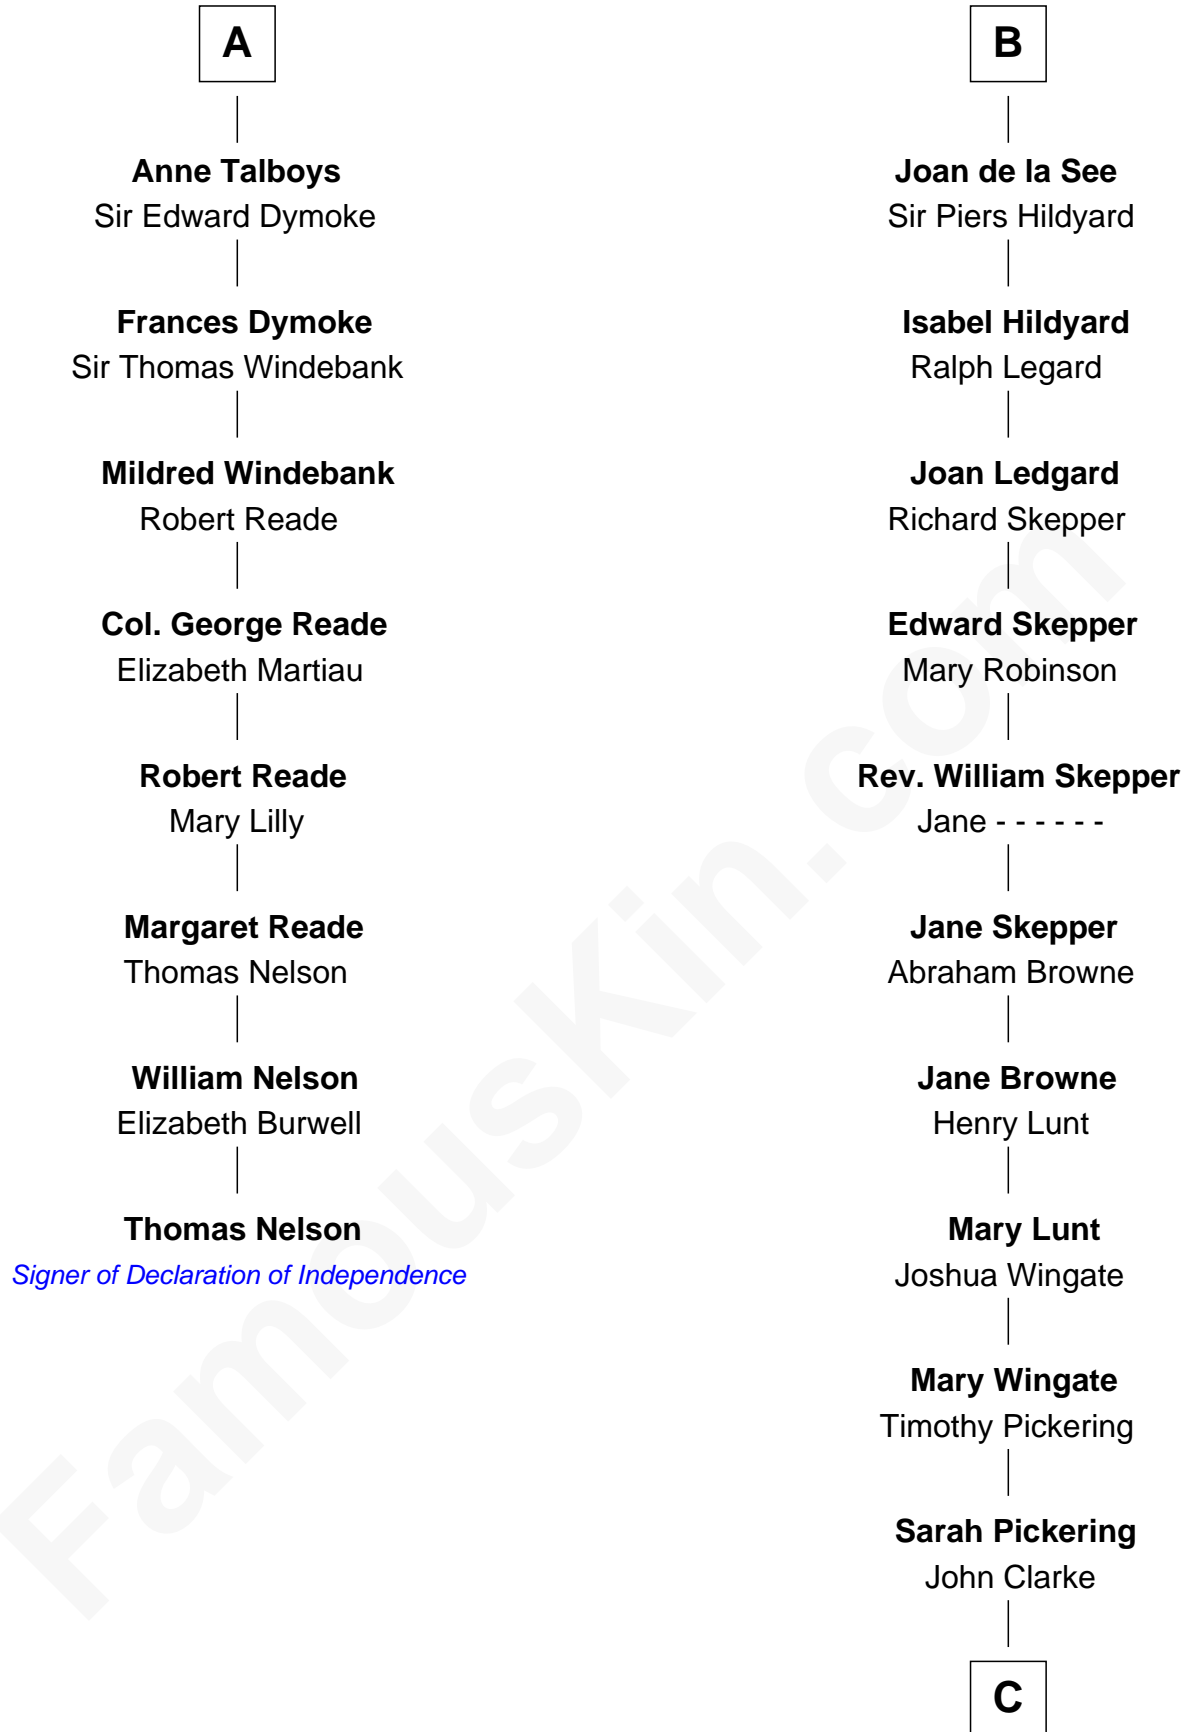 A
Anne Talboys
Sir Edward Dymoke
Frances Dymoke
Sir Thomas Windebank
Mildred Windebank
Robert Reade
Col. George Reade
Elizabeth Martiau
Robert Reade
Mary Lilly
Margaret Reade
Thomas Nelson
William Nelson
Elizabeth Burwell
Thomas Nelson
Signer of Declaration of Independence
B
Joan de la See
Sir Piers Hildyard
Isabel Hildyard
Ralph Legard
Joan Ledgard
Richard Skepper
Edward Skepper
Mary Robinson
Rev. William Skepper
Jane - - - - - -
Jane Skepper
Abraham Browne
Jane Browne
Henry Lunt
Mary Lunt
Joshua Wingate
Mary Wingate
Timothy Pickering
Sarah Pickering
John Clarke
C
FamousKin.com